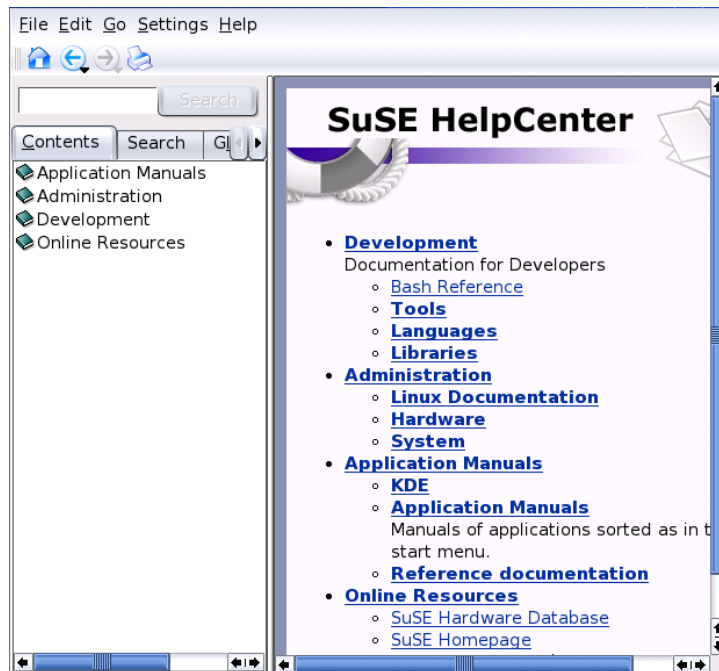 File Edit Go Settings Help
Search
Contents Search Gl
Application Manuals
Administration
Development
Online Resources
SuSE HelpCenter
Development
Documentation for Developers
Bash Reference
Tools
Languages
Libraries
Administration
Linux Documentation
Hardware
System
Application Manuals
KDE
Application Manuals
Manuals of applications sorted as in t
start menu.
Reference documentation
Online Resources
SuSE Hardware Database
SuSE Homepage